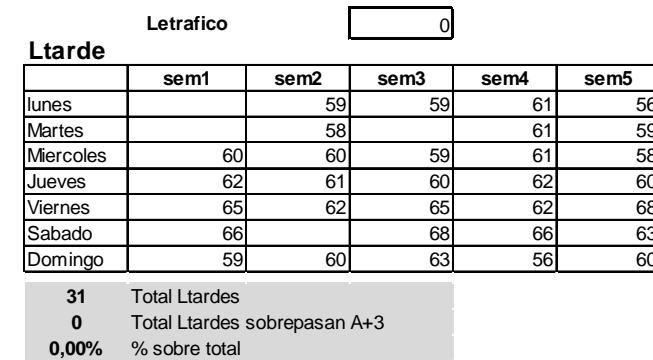 Letrafico 0
Ltarde
sem1 sem2 sem3 sem4 sem5
lunes 59 59 61 56
Martes 58 61 59
Miercoles 60 60 59 61 58
Jueves 62 61 60 62 60
Viernes 65 62 65 62 68
Sabado 66 68 66 63
Domingo 59 60 63 56 60
31 Total Ltardes
0 Total Ltardes sobrepasan A+3
0,00% % sobre total